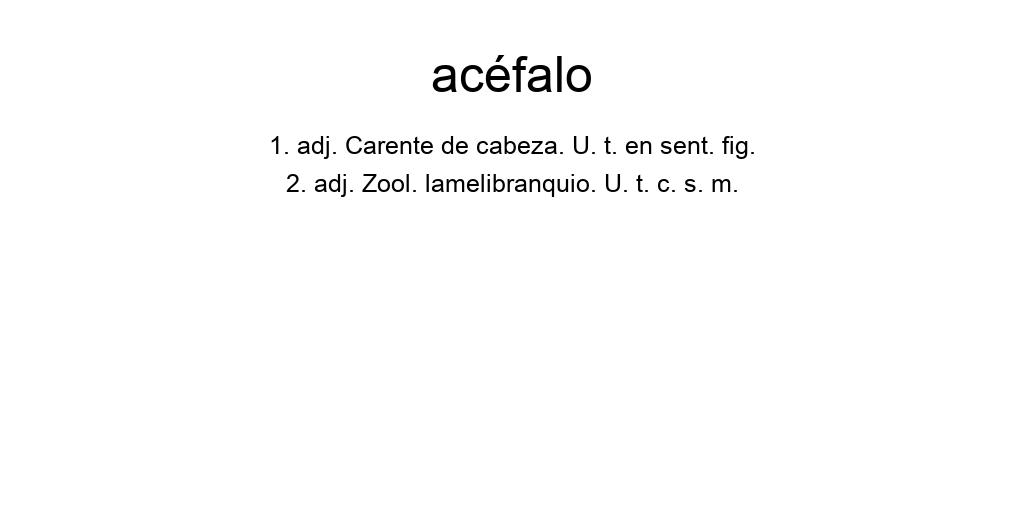 acéfalo
1. adj. Carente de cabeza. U. t. en sent. fig.
2. adj. Zool. lamelibranquio. U. t. c. s. m.